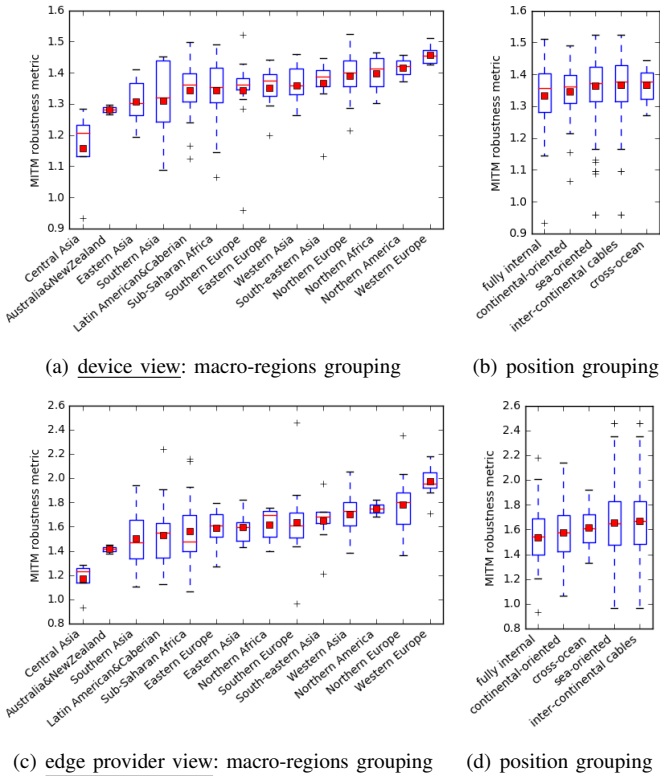 1.6
1.5
1.4
1.3
1.2
1.1
1.0
0.9
MITM robustness metric
Central Asia
Australia&NewZealand
Eastern Asia
Southern Asia
Latin American&Caberian
Sub-Saharan Africa
Southern Europe
Eastern Europe
Western Asia
South-eastern Asia
Northern Europe
Northern Africa
Northern America
Western Europe
(a) device view: macro-regions grouping
1.6
1.5
1.4
1.3
1.2
1.1
1.0
0.9
MITM robustness metric
fully internal
continental-oriented
sea-oriented
inter-continental cables
cross-ocean
(b) position grouping
2.6
2.4
2.2
2.0
1.8
1.6
1.4
1.2
1.0
0.8
MITM robustness metric
Central Asia
Australia&NewZealand
Southern Asia
Latin American&Caberian
Sub-Saharan Africa
Eastern Europe
Eastern Asia
Northern Africa
Southern Europe
South-eastern Asia
Western Asia
Northern America
Northern Europe
Western Europe
(c) edge provider view: macro-regions grouping
2.6
2.4
2.2
2.0
1.8
1.6
1.4
1.2
1.0
0.8
MITM robustness metric
fully internal
continental-oriented
cross-ocean
sea-oriented
inter-continental cables
(d) position grouping